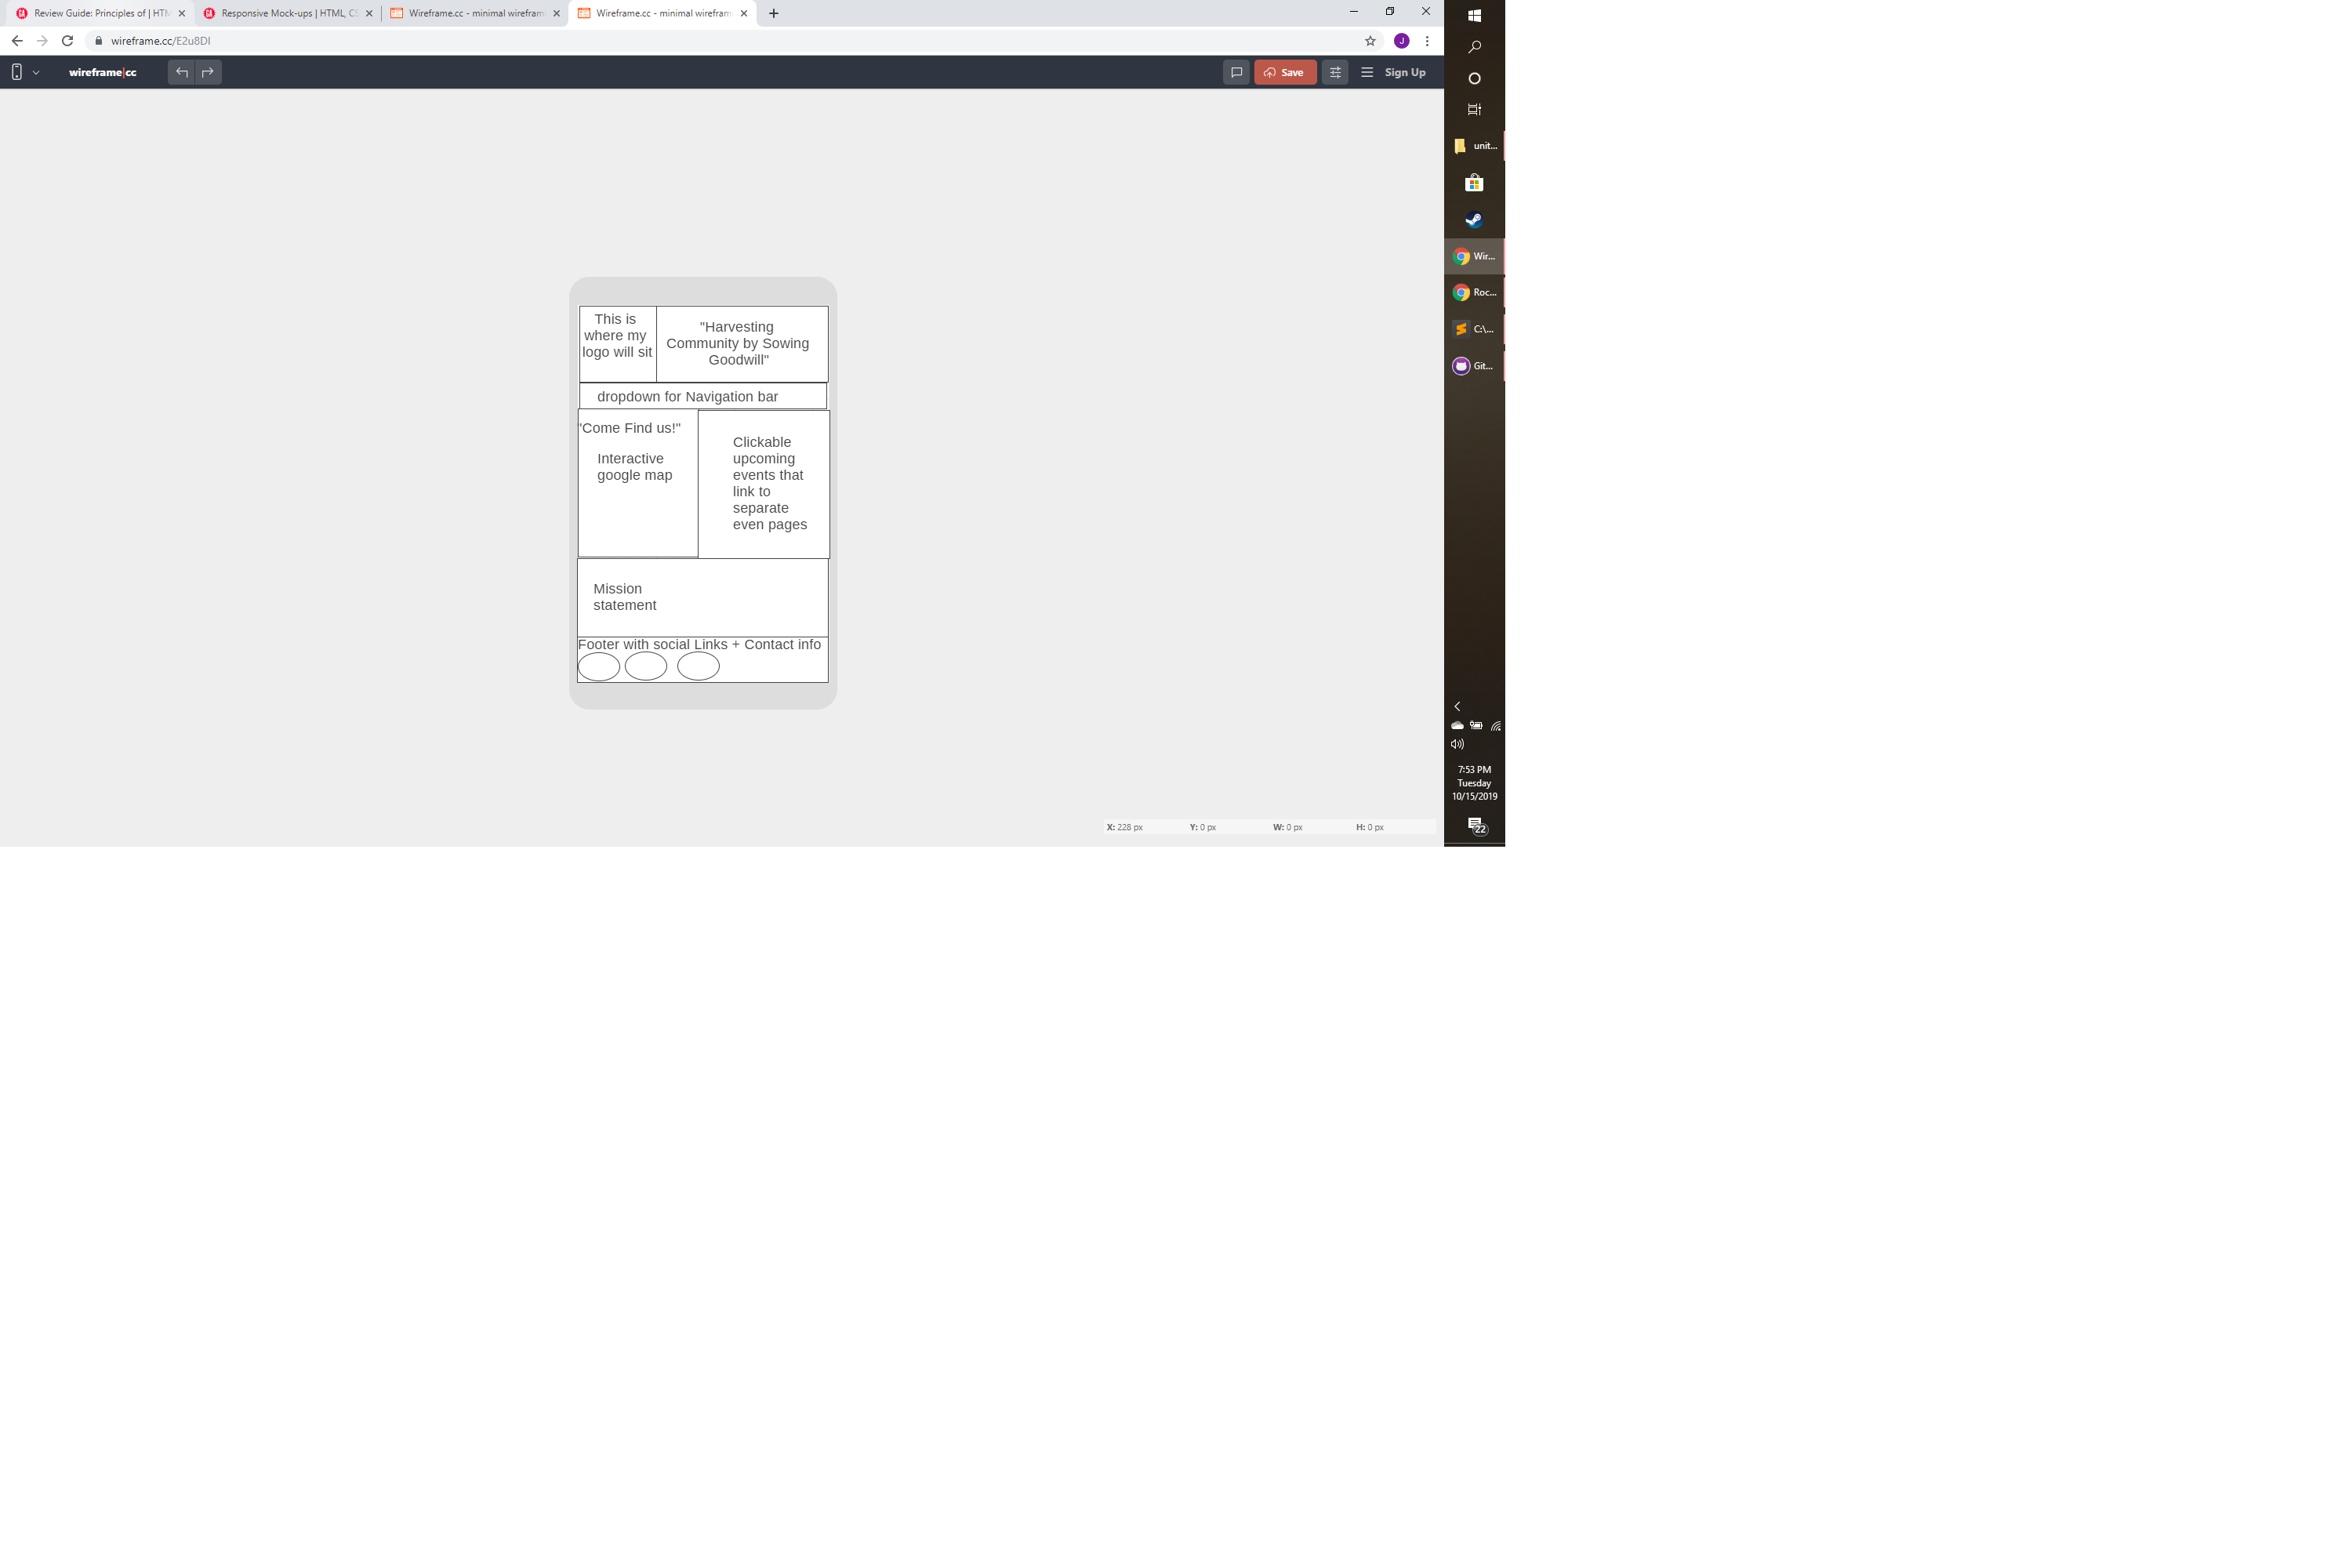 Review Guide: Principles of | HTM
Responsive Mock-ups | HTML, CS
Wireframe.cc - minimal wirefram
Wireframe.cc - minimal wirefram
wireframe.cc/E2u8DI
J
wireframe|cc
Save
Sign Up
This is
where my
logo will sit
"Harvesting
Community by Sowing
Goodwill"
dropdown for Navigation bar
"Come Find us!"
Interactive
google map
Clickable
upcoming
events that
link to
separate
even pages
Mission
statement
Footer with social Links + Contact info
X: 228 px
Y: 0 px
W: 0 px
H: 0 px
unit...
Wir...
Roc...
C:\...
Git...
7:53 PM
Tuesday
10/15/2019
22